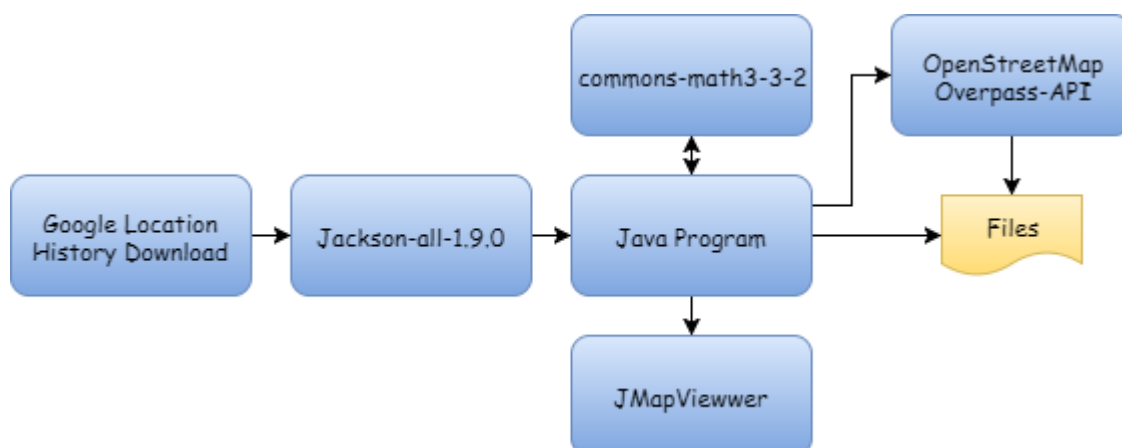 commons-math3-3-2
OpenStreetMap
Overpass-API
Google Location
History Download
Jackson-all-1.9.0
Java Program
Files
JMapViewwer